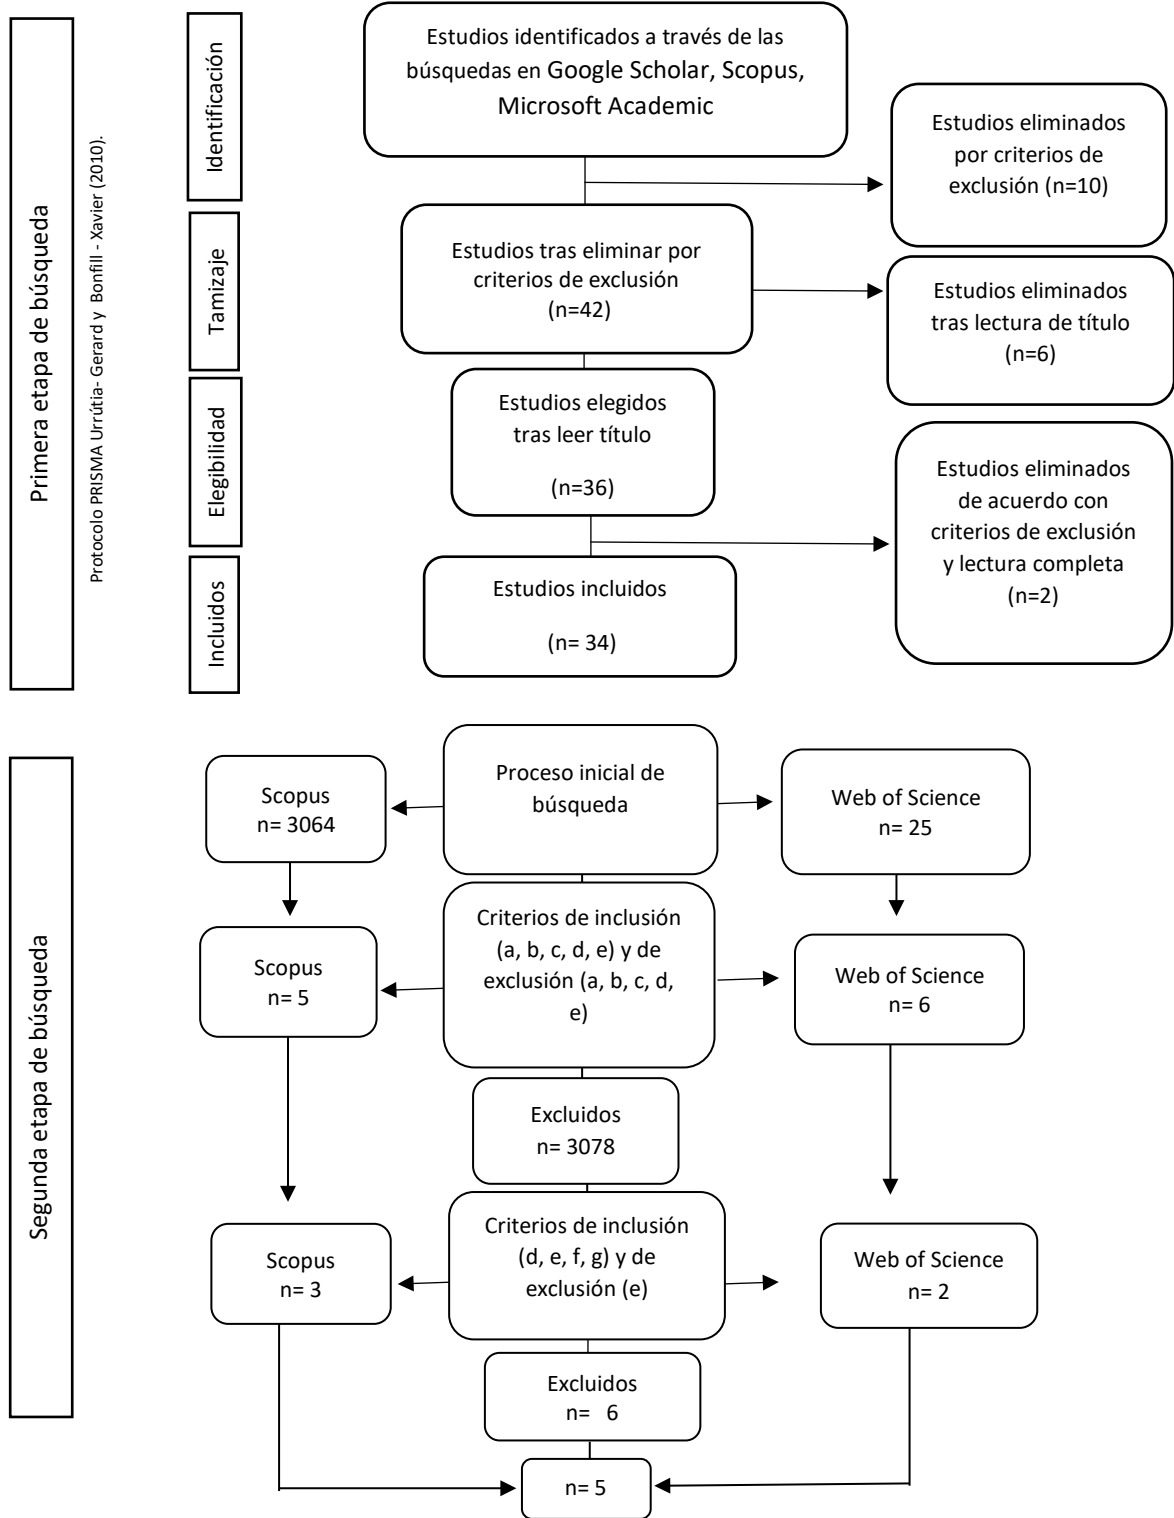 Primera etapa de búsqueda
Protocolo PRISMA Urrútia- Gerard y Bonfill - Xavier (2010).
Identificación
Estudios identificados a través de las
búsquedas en Google Scholar, Scopus,
Microsoft Academic
Estudios eliminados
por criterios de
exclusión (n=10)
Tamizaje
Estudios tras eliminar por
criterios de exclusión
(n=42)
Estudios eliminados
tras lectura de título
(n=6)
Elegibilidad
Estudios elegidos
tras leer título
(n=36)
Estudios eliminados
de acuerdo con
criterios de exclusión
y lectura completa
(n=2)
Incluidos
Estudios incluidos
(n= 34)
Segunda etapa de búsqueda
Proceso inicial de
búsqueda
Scopus
n= 3064
Web of Science
n= 25
Criterios de inclusión
(a, b, c, d, e) y de
exclusión (a, b, c, d,
e)
Scopus
n= 5
Web of Science
n= 6
Excluidos
n= 3078
Criterios de inclusión
(d, e, f, g) y de
exclusión (e)
Scopus
n= 3
Web of Science
n= 2
Excluidos
n= 6
n= 5